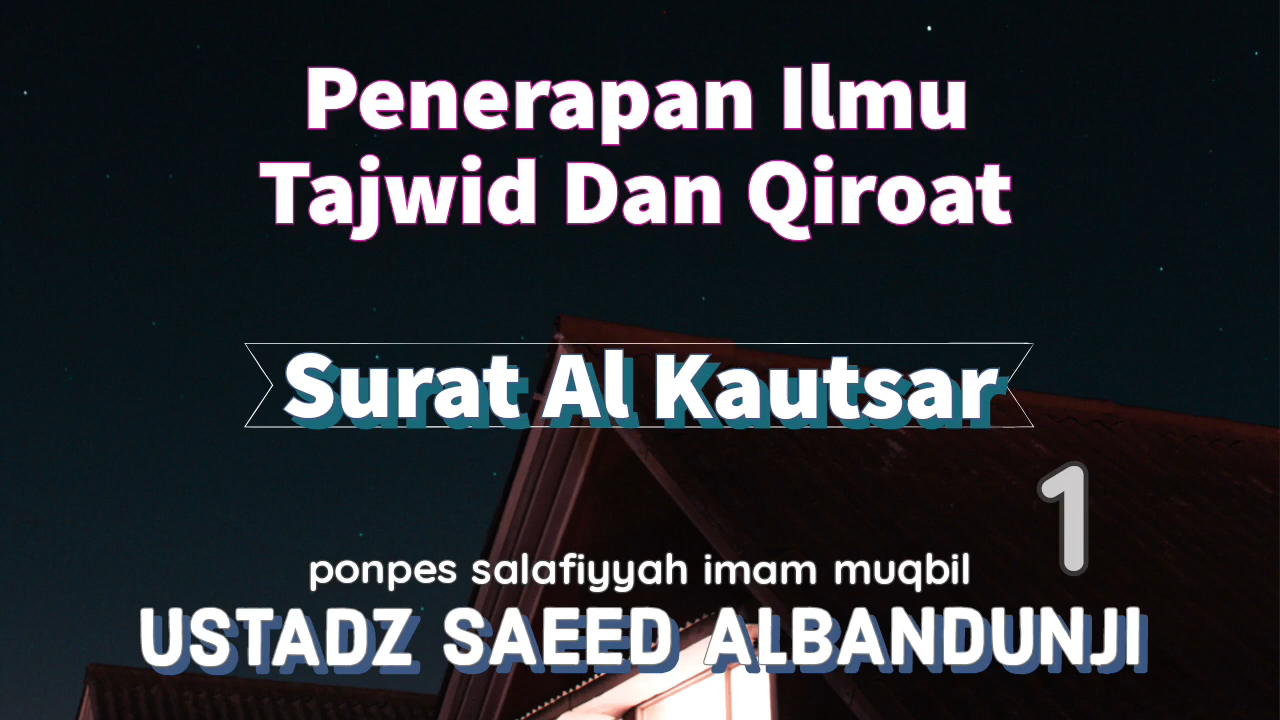 Penerapan Ilmu
Tajwid Dan Qiroat
Surat Al Kautsar
1
ponpes salafiyyah imam muqbil
USTADZ SAEED ALBANDUNJI